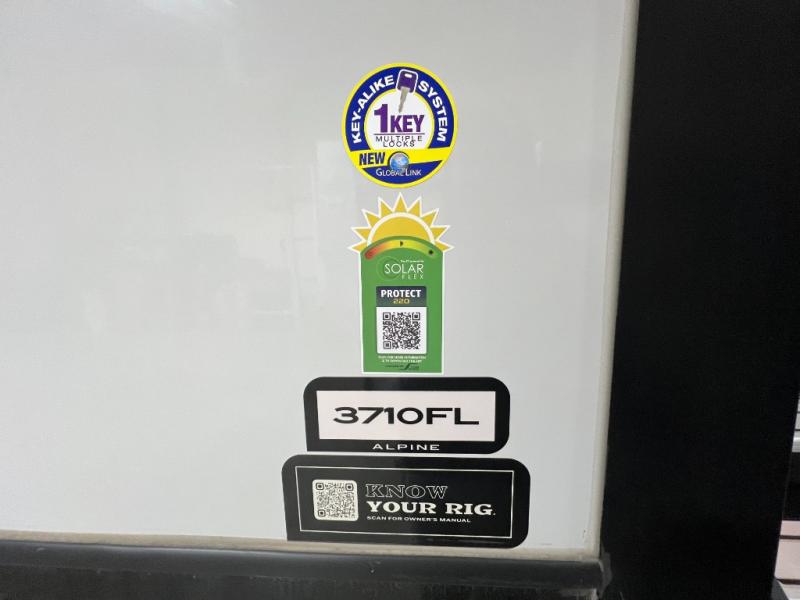 KEY-ALIKE SYSTEM
1KEY
MULTIPLE
LOCKS
NEW
GLOBAL LINK
SOLAR
FLEX
PROTECT
220
3710FL
ALPINE
KNOW
YOUR RIG.
SCAN FOR OWNER'S MANUAL